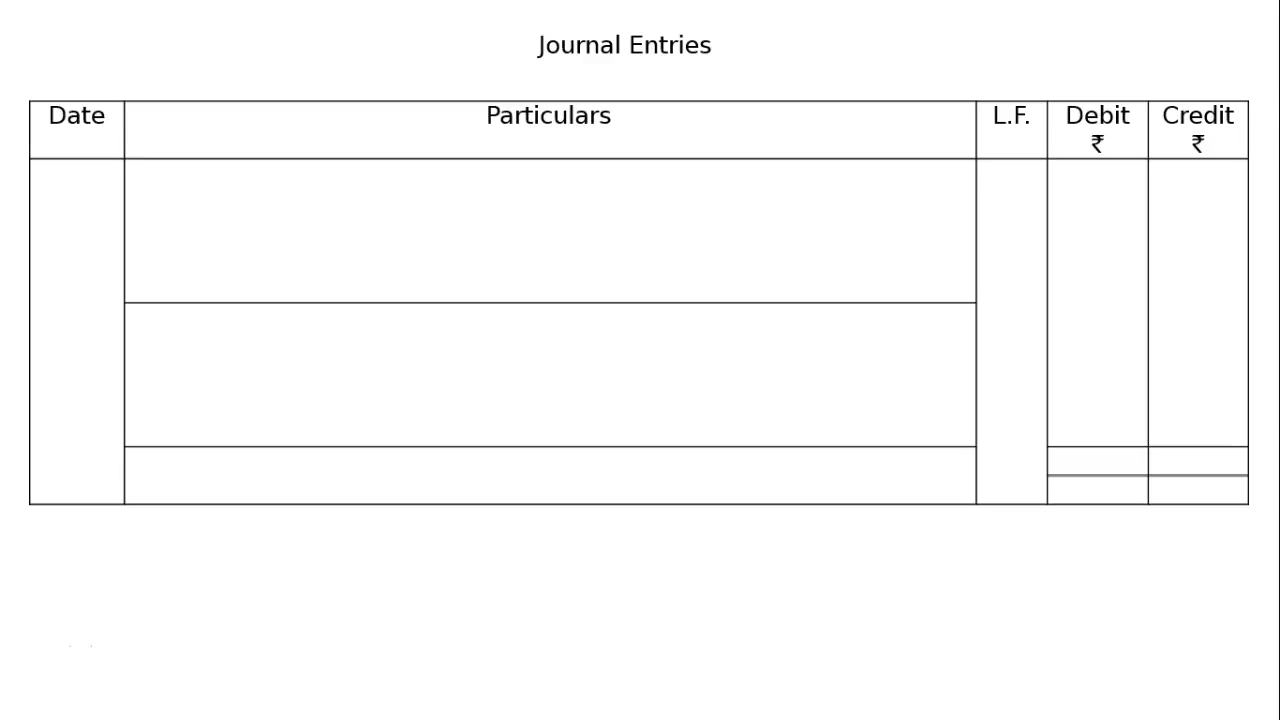 Journal Entries
Date Particulars L.F. Debit Credit
₹ ₹